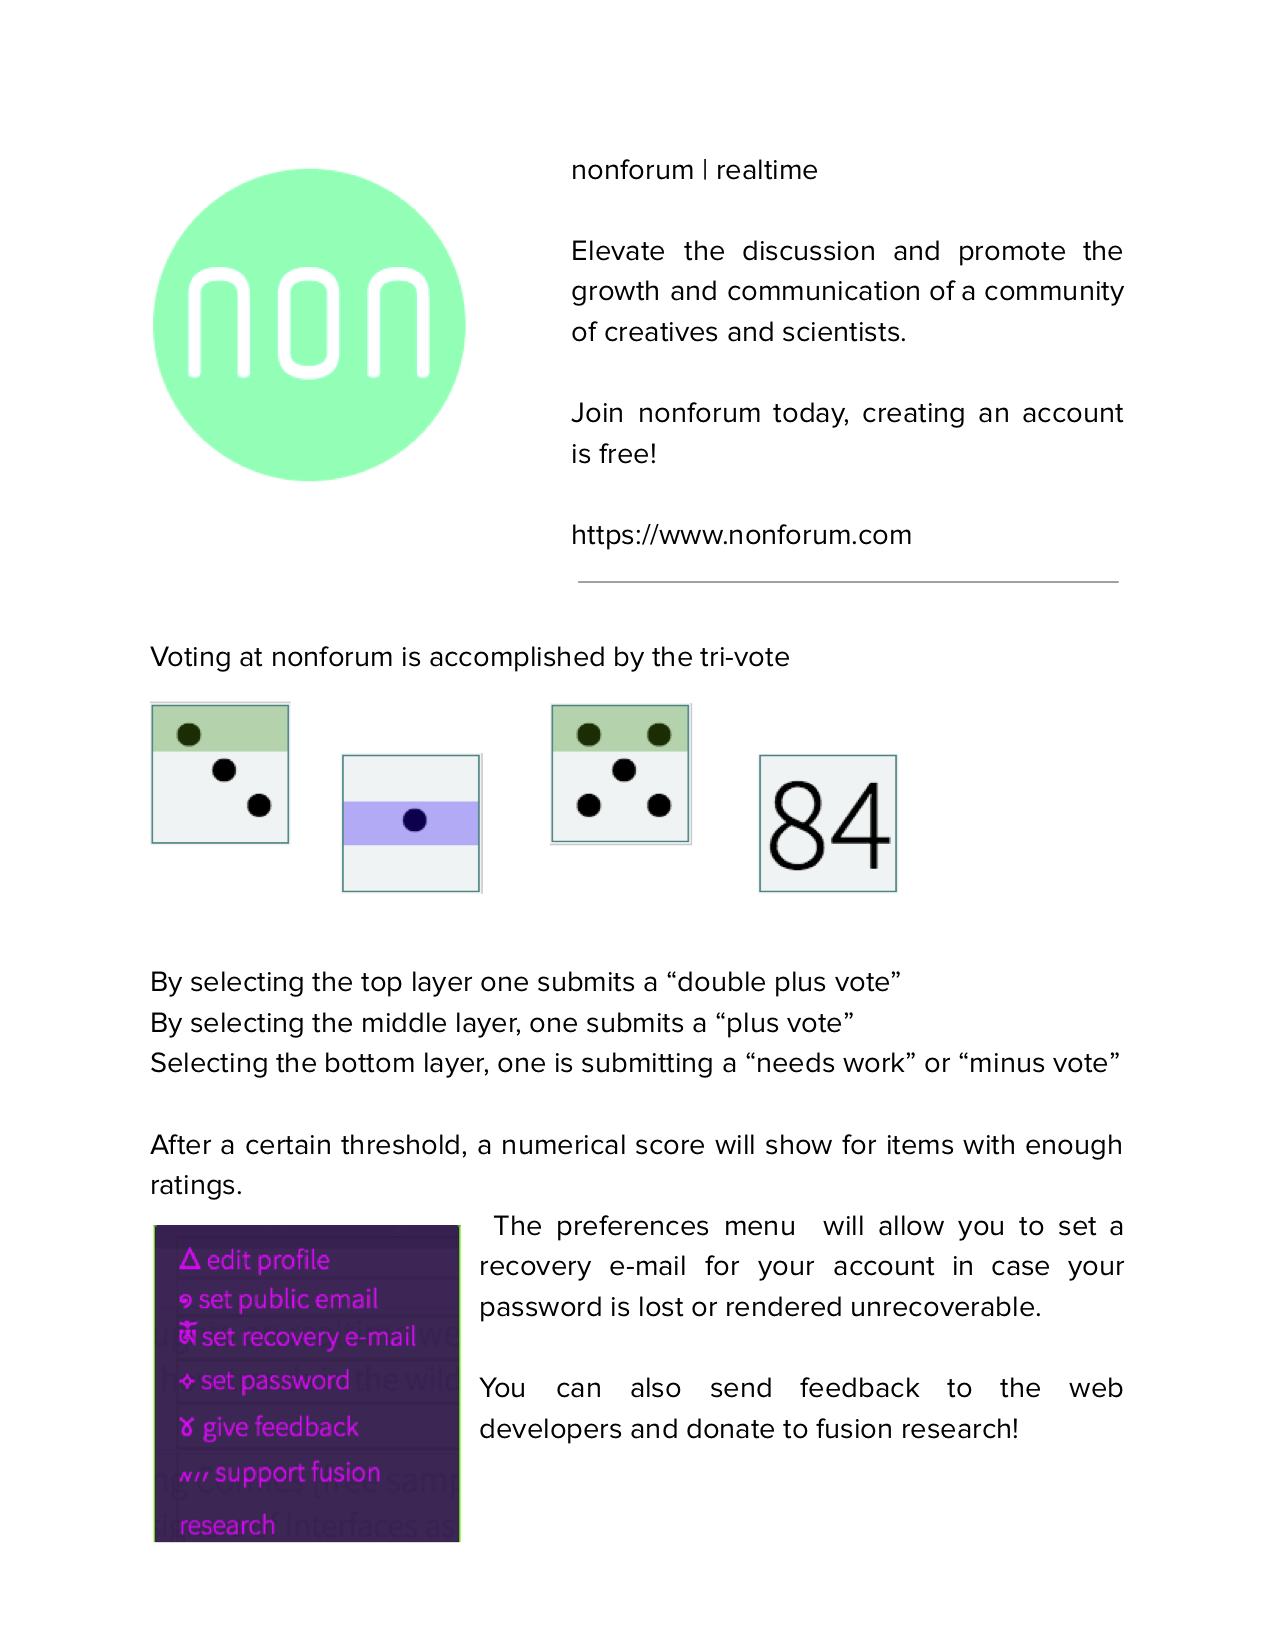 non
nonforum | realtime
Elevate the discussion and promote the
growth and communication of a community
of creatives and scientists.
Join nonforum today, creating an account
is free!
https://www.nonforum.com
Voting at nonforum is accomplished by the tri-vote
84
By selecting the top layer one submits a “double plus vote”
By selecting the middle layer, one submits a “plus vote”
Selecting the bottom layer, one is submitting a “needs work” or “minus vote”
After a certain threshold, a numerical score will show for items with enough
ratings.
The preferences menu will allow you to set a
recovery e-mail for your account in case your
password is lost or rendered unrecoverable.
You can also send feedback to the web
developers and donate to fusion research!
edit profile
set public email
set recovery e-mail
set password
give feedback
support fusion
research